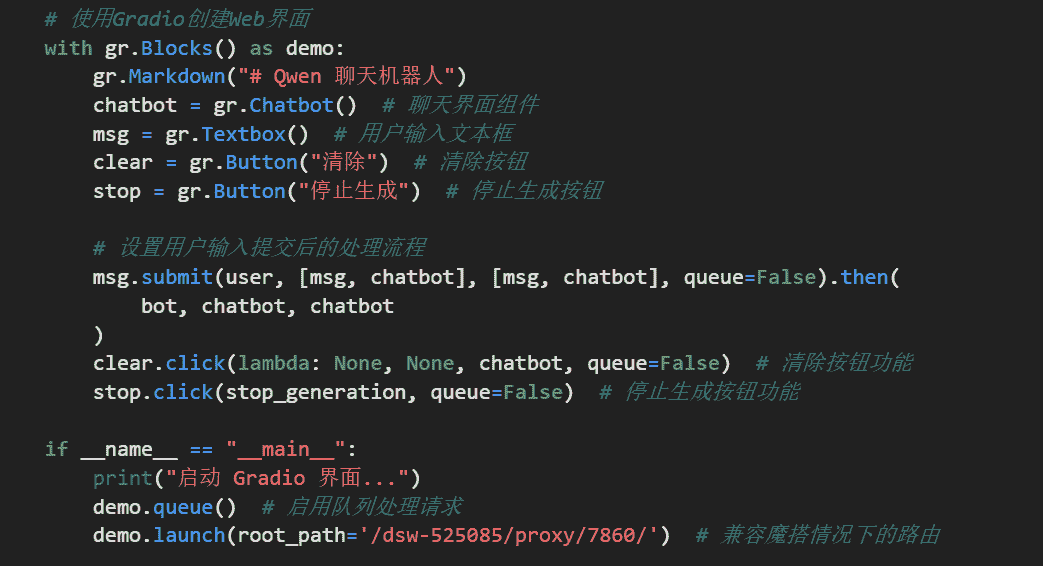 # 使用Gradio创建Web界面
with gr.Blocks() as demo:
    gr.Markdown("# Qwen 聊天机器人")
    chatbot = gr.Chatbot()  # 聊天界面组件
    msg = gr.Textbox()  # 用户输入文本框
    clear = gr.Button("清除")  # 清除按钮
    stop = gr.Button("停止生成")  # 停止生成按钮

    # 设置用户输入提交后的处理流程
    msg.submit(user, [msg, chatbot], [msg, chatbot], queue=False).then(
        bot, chatbot, chatbot
    )
    clear.click(lambda: None, None, chatbot, queue=False)  # 清除按钮功能
    stop.click(stop_generation, queue=False)  # 停止生成按钮功能

if __name__ == "__main__":
    print("启动 Gradio 界面...")
    demo.queue()  # 启用队列处理请求
    demo.launch(root_path='/dsw-525085/proxy/7860/')  # 兼容魔搭情况下的路由